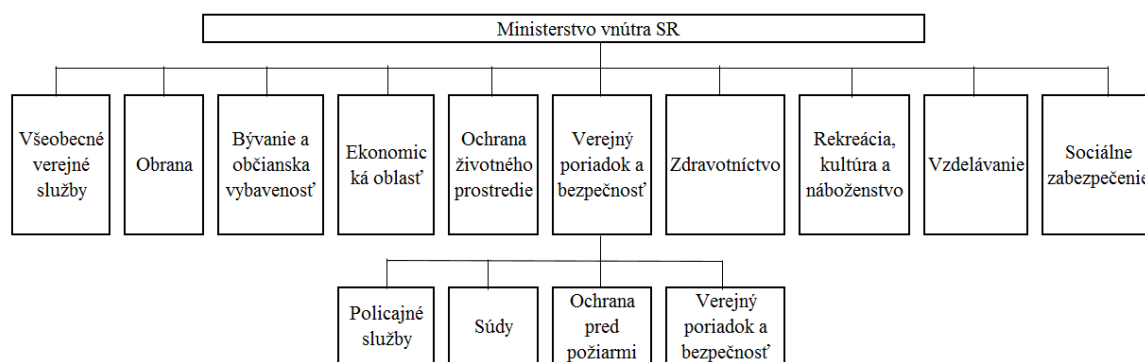 Ministerstvo vnútra SR
Všeobecné
verejné
služby
Obrana
Bývanie a
občianska
vybavenosť
Ekonomic
ká oblasť
Ochrana
životného
prostredie
Verejný
poriadok a
bezpečnosť
Zdravotníctvo
Rekreácia,
kultúra a
náboženstvo
Vzdelávanie
Sociálne
zabezpečenie
Policajné
služby
Súdy
Ochrana
pred
požiarmi
Verejný
poriadok a
bezpečnosť